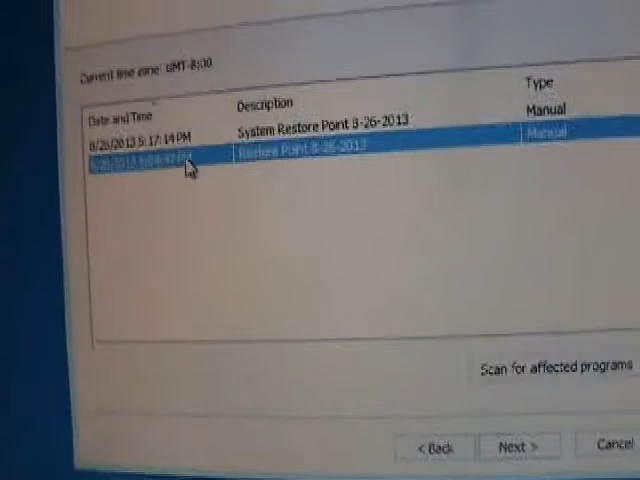 Current time zone: GMT-8:00
Date and Time Description Type
8/26/2013 5:17:14 PM System Restore Point 8-26-2013 Manual
Restore Point 8-26-2013 Manual
Scan for affected programs
< Back Next > Cancel